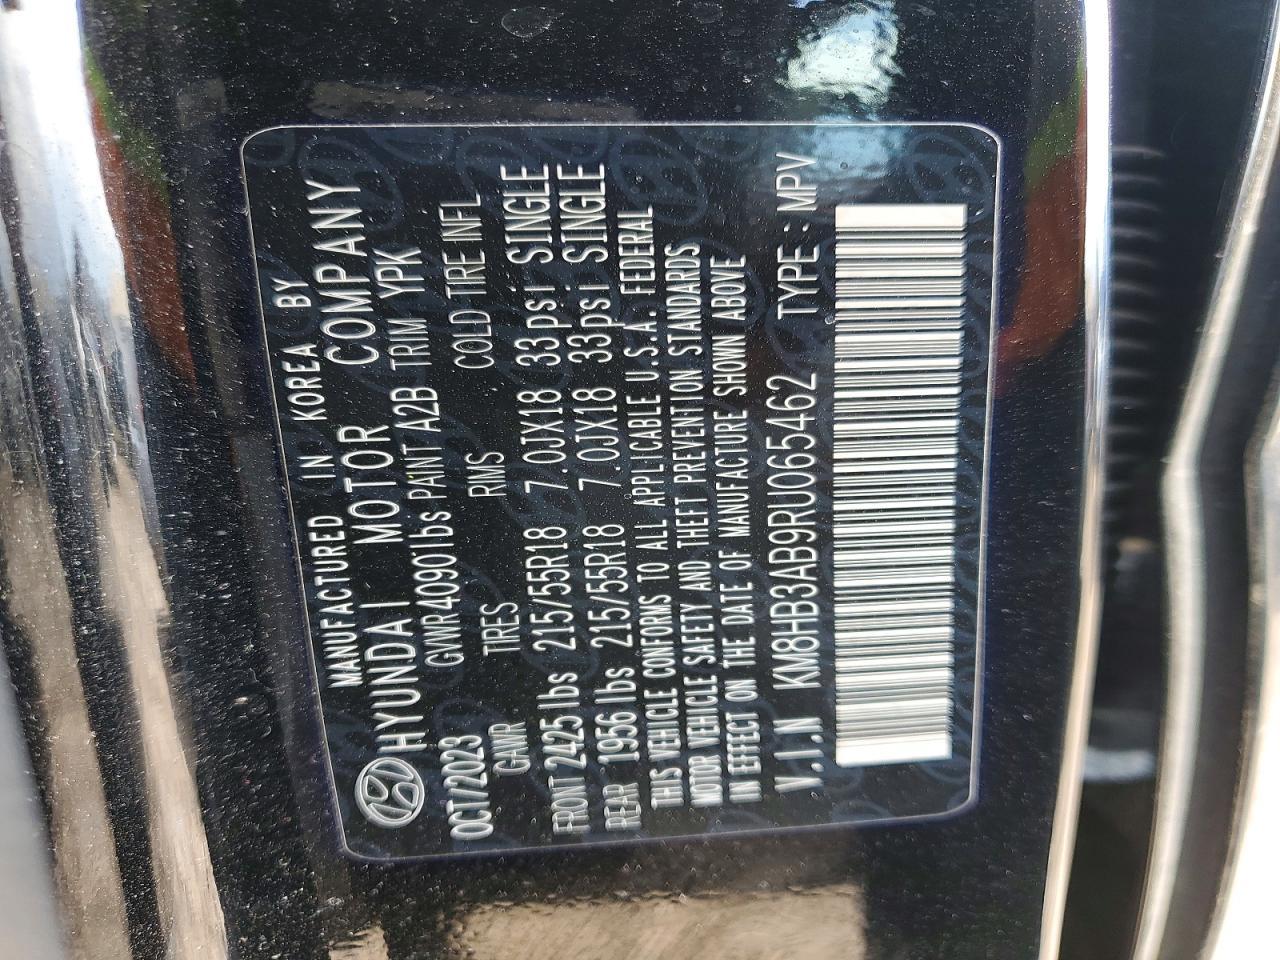 MANUFACTURED IN KOREA BY
HYUNDAI MOTOR COMPANY
OCT/2023 GVWR 4090lbs PAINT A2B TRIM YPK
GAWR TIRES RIMS COLD TIRE INFL
FRONT 2425 lbs 215/55R18 7.0JX18 33psi SINGLE
REAR 1956 lbs 215/55R18 7.0JX18 33psi SINGLE
THIS VEHICLE CONFORMS TO ALL APPLICABLE U.S.A. FEDERAL
MOTOR VEHICLE SAFETY AND THEFT PREVENTION STANDARDS
IN EFFECT ON THE DATE OF MANUFACTURE SHOWN ABOVE
V.I.N KM8HB3AB9RU065462 TYPE : MPV